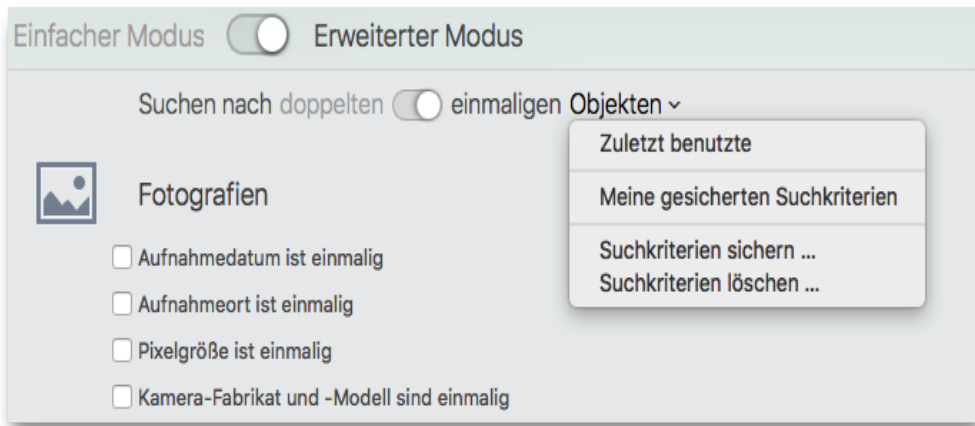 Einfacher Modus Erweiterter Modus
Suchen nach doppelten einmaligen Objekten
Zuletzt benutzte
Meine gesicherten Suchkriterien
Suchkriterien sichern ...
Suchkriterien löschen ...
Fotografien
Aufnahmedatum ist einmalig
Aufnahmeort ist einmalig
Pixelgröße ist einmalig
Kamera-Fabrikat und -Modell sind einmalig